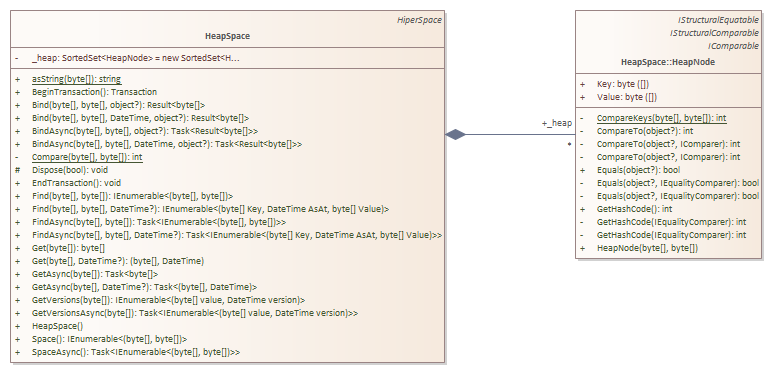 HiperSpace
HeapSpace
- _heap: SortedSet<HeapNode> = new SortedSet<H...
+ asString(byte[]): string
+ BeginTransaction(): Transaction
+ Bind(byte[], byte[], object?): Result<byte[]>
+ Bind(byte[], byte[], DateTime, object?): Result<byte[]>
+ BindAsync(byte[], byte[], object?): Task<Result<byte[]>>
+ BindAsync(byte[], byte[], DateTime, object?): Task<Result<byte[]>>
- Compare(byte[], byte[]): int
# Dispose(bool): void
+ EndTransaction(): void
+ Find(byte[], byte[]): IEnumerable<(byte[], byte[])>
+ Find(byte[], byte[], DateTime?): IEnumerable<(byte[] Key, DateTime AsAt, byte[] Value)>
+ FindAsync(byte[], byte[]): Task<IEnumerable<(byte[], byte[])>>
+ FindAsync(byte[], byte[], DateTime?): Task<IEnumerable<(byte[] Key, DateTime AsAt, byte[] Value)>>
+ Get(byte[]): byte[]
+ Get(byte[], DateTime?): (byte[], DateTime)
+ GetAsync(byte[]): Task<byte[]>
+ GetAsync(byte[], DateTime?): Task<(byte[], DateTime)>
+ GetVersions(byte[]): IEnumerable<(byte[] value, DateTime version)>
+ GetVersionsAsync(byte[]): Task<IEnumerable<(byte[] value, DateTime version)>>
+ HeapSpace()
+ Space(): IEnumerable<(byte[], byte[])>
+ SpaceAsync(): Task<IEnumerable<(byte[], byte[])>>
+_heap
*
IStructuralEquatable
IStructuralComparable
IComparable
HeapSpace::HeapNode
+ Key: byte ([])
+ Value: byte ([])
- CompareKeys(byte[], byte[]): int
- CompareTo(object?): int
- CompareTo(object?, IComparer): int
- CompareTo(object?, IComparer): int
+ Equals(object?): bool
- Equals(object?, IEqualityComparer): bool
- Equals(object?, IEqualityComparer): bool
+ GetHashCode(): int
- GetHashCode(IEqualityComparer): int
- GetHashCode(IEqualityComparer): int
+ HeapNode(byte[], byte[])